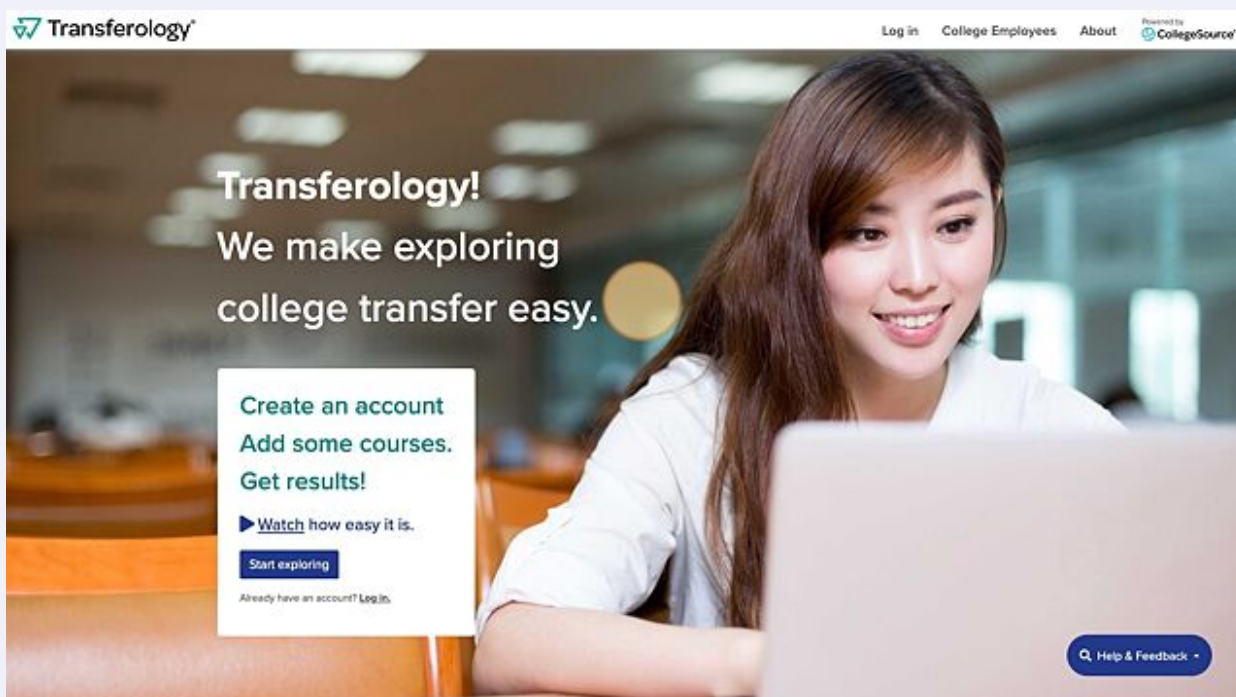 Transferology
Log in College Employees About
Powered by
CollegeSource
Transferology!
We make exploring
college transfer easy.
Create an account
Add some courses.
Get results!
Watch how easy it is.
Start exploring
Already have an account? Log in.
Help & Feedback